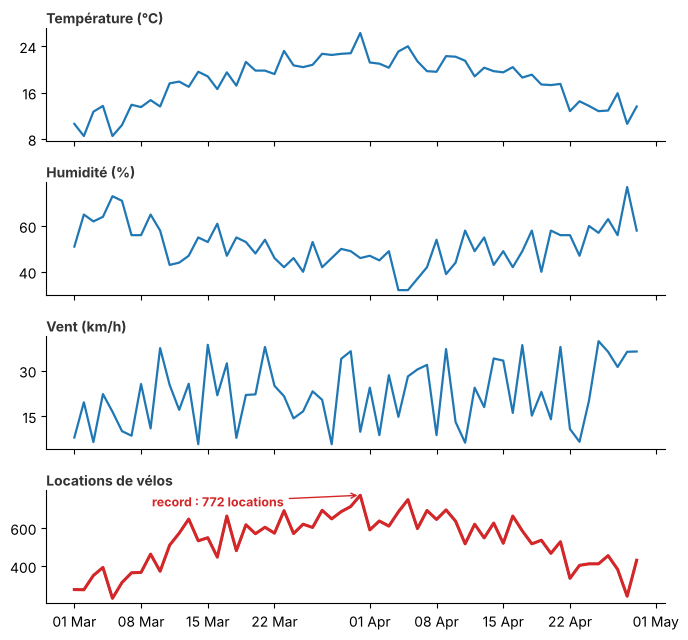 Température (°C)
24
16
8
Humidité (%)
60
40
Vent (km/h)
30
15
Locations de vélos
record : 772 locations
600
400
01 Mar 08 Mar 15 Mar 22 Mar 01 Apr 08 Apr 15 Apr 22 Apr 01 May